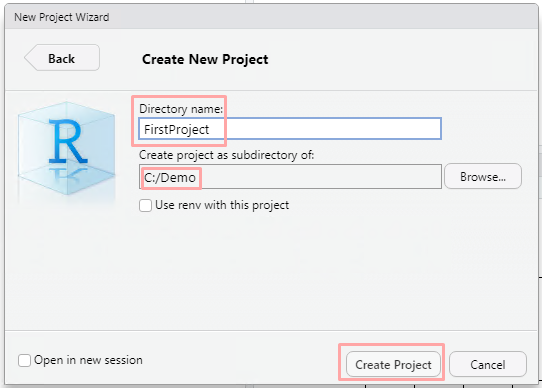 New Project Wizard
Back
Create New Project
R
Directory name:
FirstProject
Create project as subdirectory of:
C:/Demo
Browse...
Use renv with this project
Open in new session
Create Project
Cancel